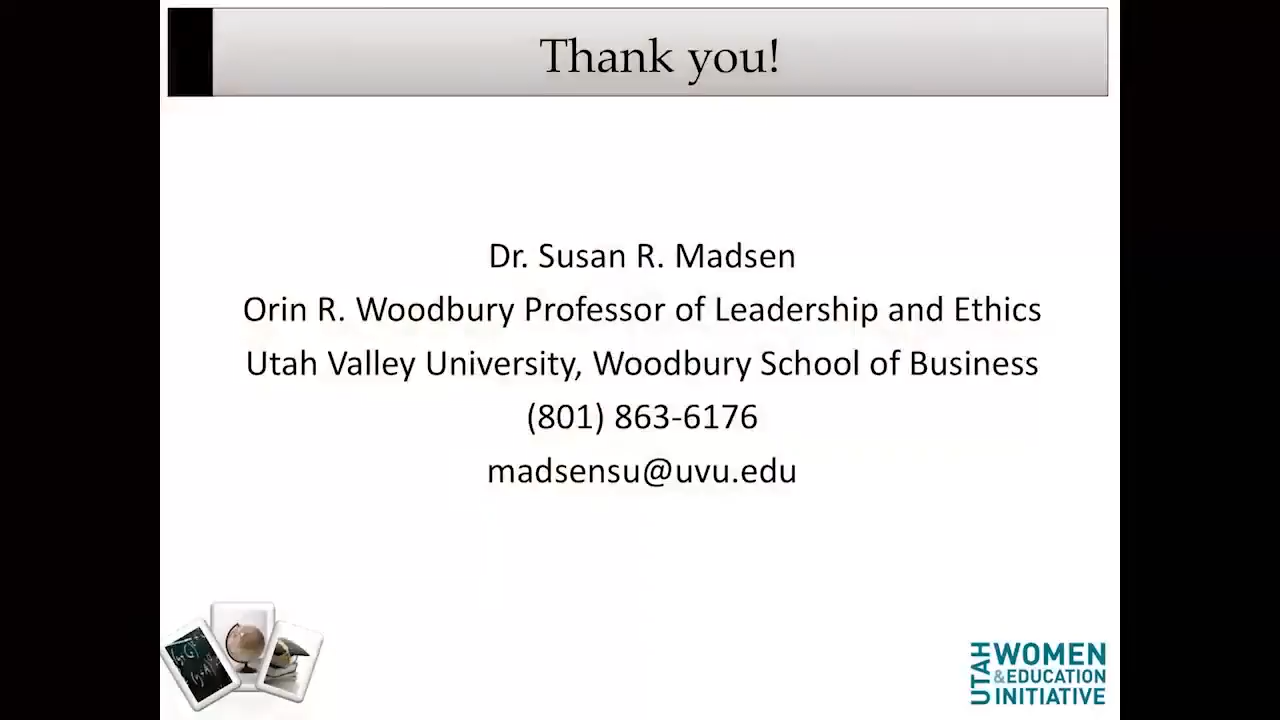 Thank you!
Dr. Susan R. Madsen
Orin R. Woodbury Professor of Leadership and Ethics
Utah Valley University, Woodbury School of Business
(801) 863-6176
madsensu@uvu.edu
UTAH
WOMEN
&EDUCATION
INITIATIVE